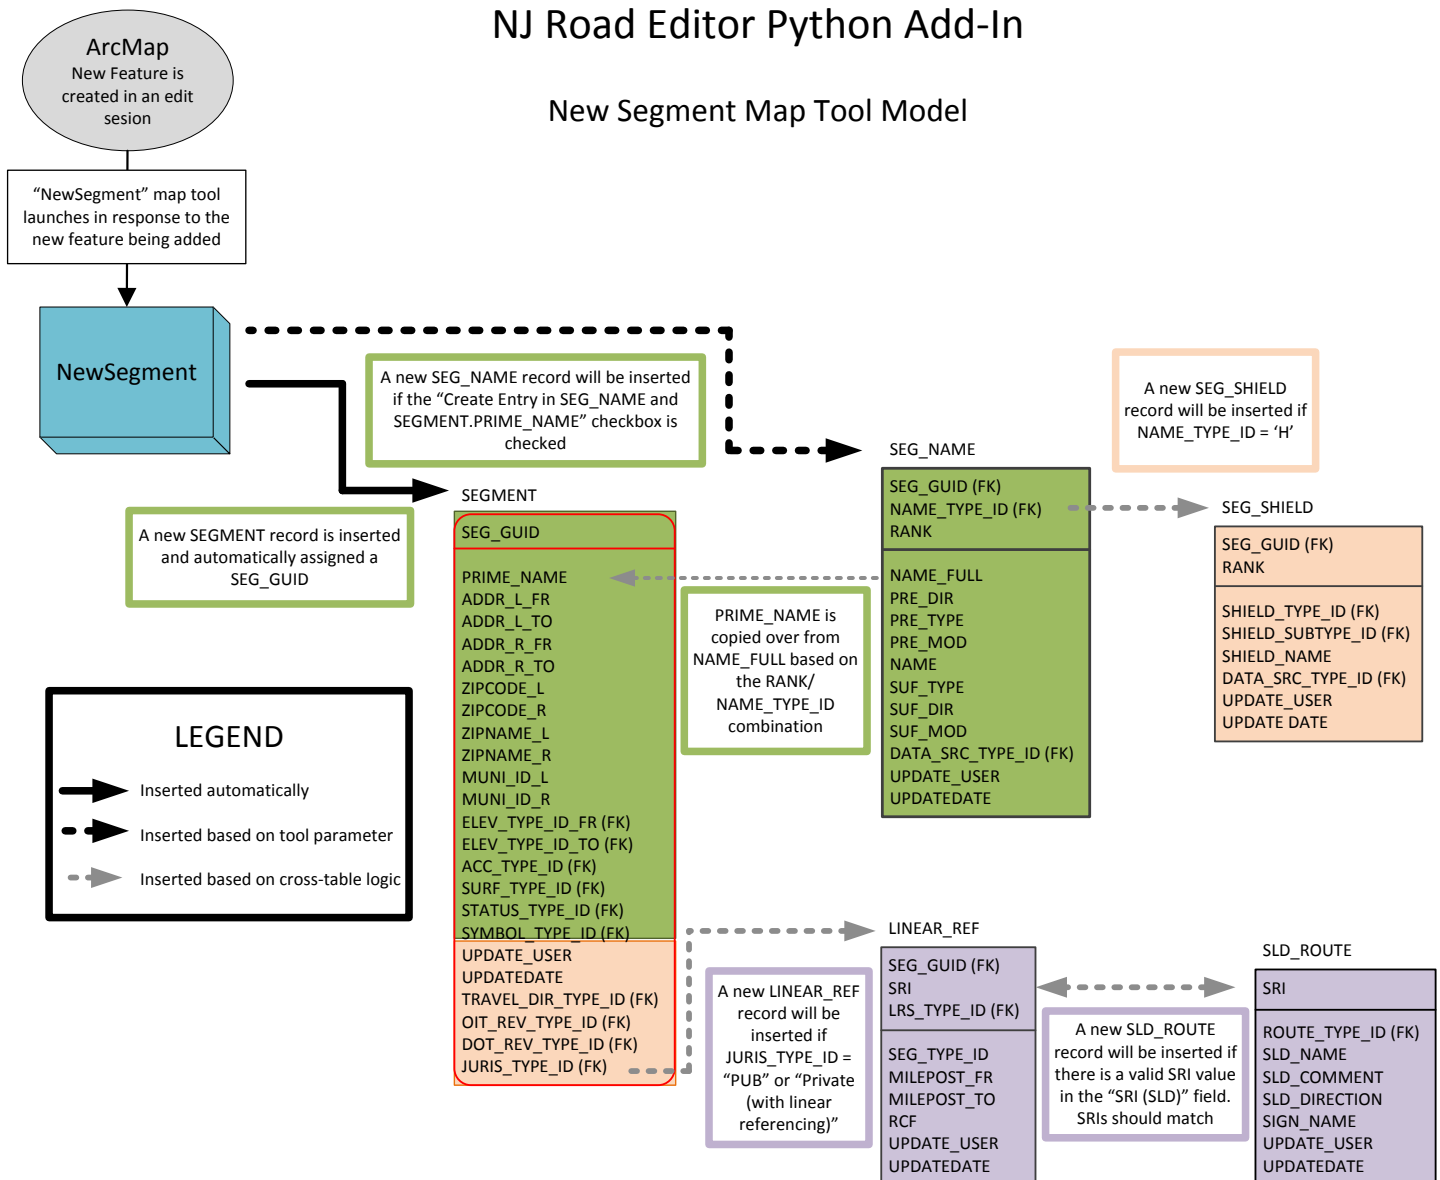 NJ Road Editor Python Add-In
New Segment Map Tool Model
ArcMap
New Feature is
created in an edit
sesion
“NewSegment” map tool
launches in response to the
new feature being added
NewSegment
A new SEG_NAME record will be inserted
if the “Create Entry in SEG_NAME and
SEGMENT.PRIME_NAME” checkbox is
checked
A new SEGMENT record is inserted
and automatically assigned a
SEG_GUID
SEGMENT
SEG_GUID
PRIME_NAME
ADDR_L_FR
ADDR_L_TO
ADDR_R_FR
ADDR_R_TO
ZIPCODE_L
ZIPCODE_R
ZIPNAME_L
ZIPNAME_R
MUNI_ID_L
MUNI_ID_R
ELEV_TYPE_ID_FR (FK)
ELEV_TYPE_ID_TO (FK)
ACC_TYPE_ID (FK)
SURF_TYPE_ID (FK)
STATUS_TYPE_ID (FK)
SYMBOL_TYPE_ID (FK)
UPDATE_USER
UPDATEDATE
TRAVEL_DIR_TYPE_ID (FK)
OIT_REV_TYPE_ID (FK)
DOT_REV_TYPE_ID (FK)
JURIS_TYPE_ID (FK)
PRIME_NAME is
copied over from
NAME_FULL based on
the RANK/
NAME_TYPE_ID
combination
SEG_NAME
SEG_GUID (FK)
NAME_TYPE_ID (FK)
RANK
NAME_FULL
PRE_DIR
PRE_TYPE
PRE_MOD
NAME
SUF_TYPE
SUF_DIR
SUF_MOD
DATA_SRC_TYPE_ID (FK)
UPDATE_USER
UPDATEDATE
A new SEG_SHIELD
record will be inserted if
NAME_TYPE_ID = ‘H’
SEG_SHIELD
SEG_GUID (FK)
RANK
SHIELD_TYPE_ID (FK)
SHIELD_SUBTYPE_ID (FK)
SHIELD_NAME
DATA_SRC_TYPE_ID (FK)
UPDATE_USER
UPDATE DATE
LEGEND
Inserted automatically
Inserted based on tool parameter
Inserted based on cross-table logic
A new LINEAR_REF
record will be
inserted if
JURIS_TYPE_ID =
“PUB” or “Private
(with linear
referencing)”
LINEAR_REF
SEG_GUID (FK)
SRI
LRS_TYPE_ID (FK)
SEG_TYPE_ID
MILEPOST_FR
MILEPOST_TO
RCF
UPDATE_USER
UPDATEDATE
A new SLD_ROUTE
record will be inserted if
there is a valid SRI value
in the “SRI (SLD)” field.
SRIs should match
SLD_ROUTE
SRI
ROUTE_TYPE_ID (FK)
SLD_NAME
SLD_COMMENT
SLD_DIRECTION
SIGN_NAME
UPDATE_USER
UPDATEDATE